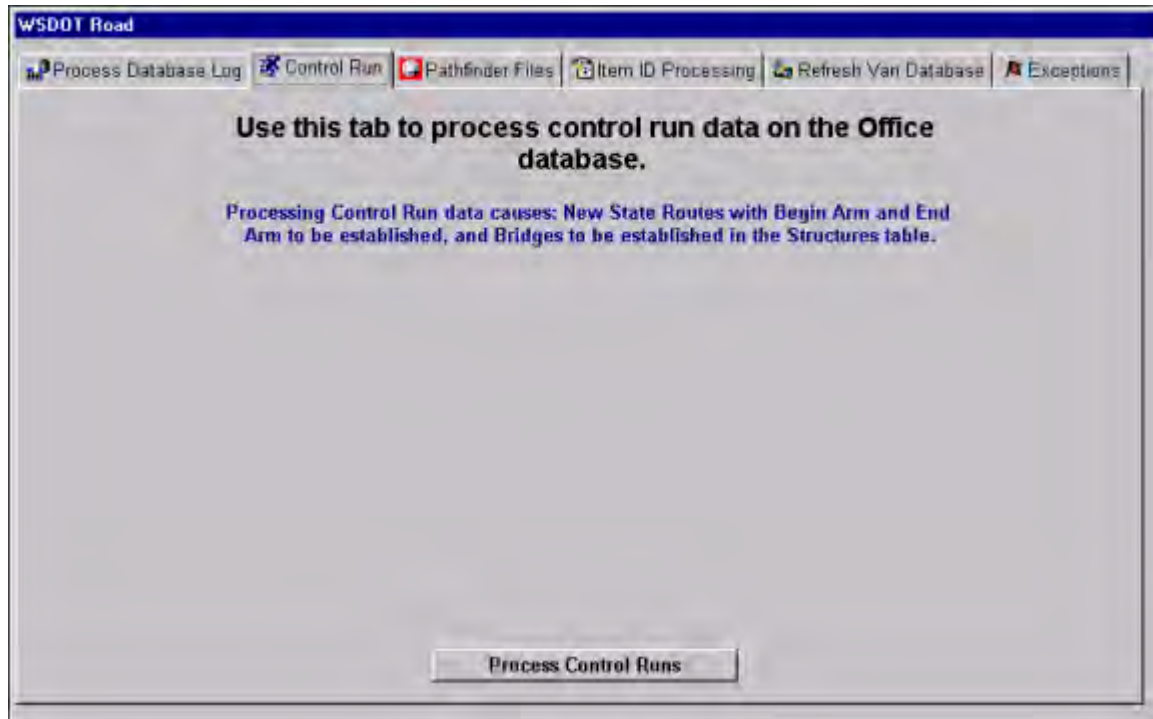 WSDOT Road
Process Database Log Control Run Pathfinder Files Item ID Processing Refresh Van Database Exceptions
Use this tab to process control run data on the Office
database.
Processing Control Run data causes: New State Routes with Begin Arm and End
Arm to be established, and Bridges to be established in the Structures table.
Process Control Runs